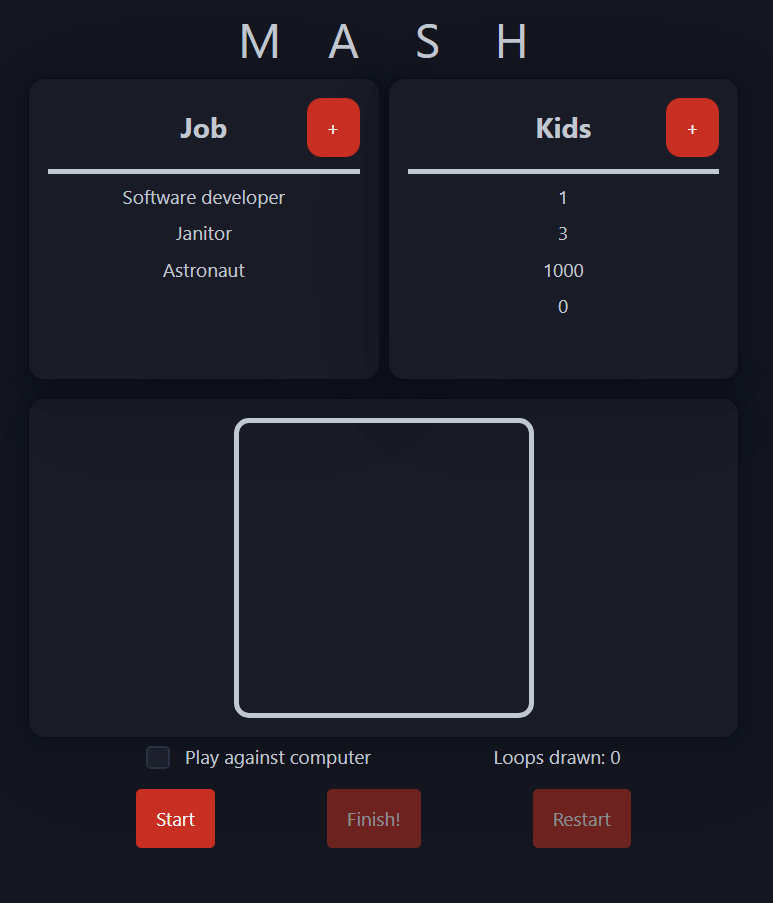 M A S H
Job +
Software developer
Janitor
Astronaut
Kids +
1
3
1000
0
Play against computer
Loops drawn: 0
Start
Finish!
Restart